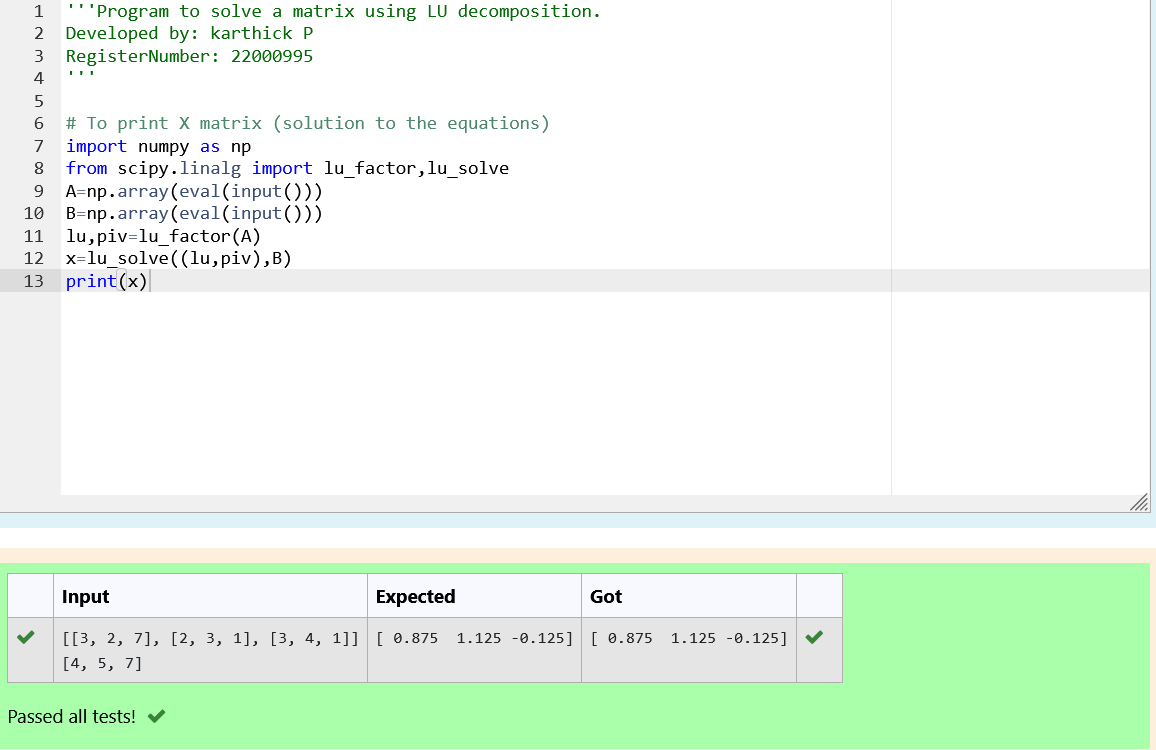 1 '''Program to solve a matrix using LU decomposition.
2 Developed by: karthick P
3 RegisterNumber: 22000995
4 '''
5
6 # To print X matrix (solution to the equations)
7 import numpy as np
8 from scipy.linalg import lu_factor,lu_solve
9 A=np.array(eval(input()))
10 B=np.array(eval(input()))
11 lu,piv=lu_factor(A)
12 x=lu_solve((lu,piv),B)
13 print(x)
Input Expected Got
[[3, 2, 7], [2, 3, 1], [3, 4, 1]] [ 0.875  1.125 -0.125] [ 0.875  1.125 -0.125]
[4, 5, 7]
Passed all tests!